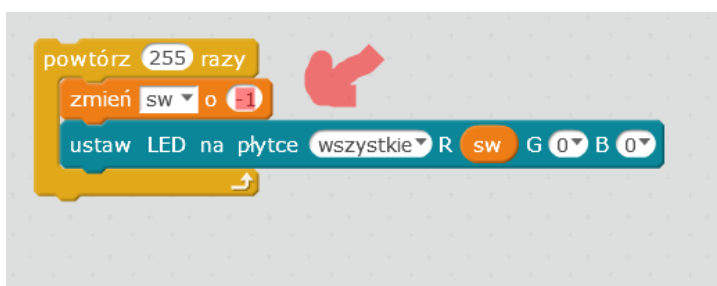 powtórz 255 razy
zmień sw o -1
ustaw LED na płytce wszystkie R sw G 0 B 0